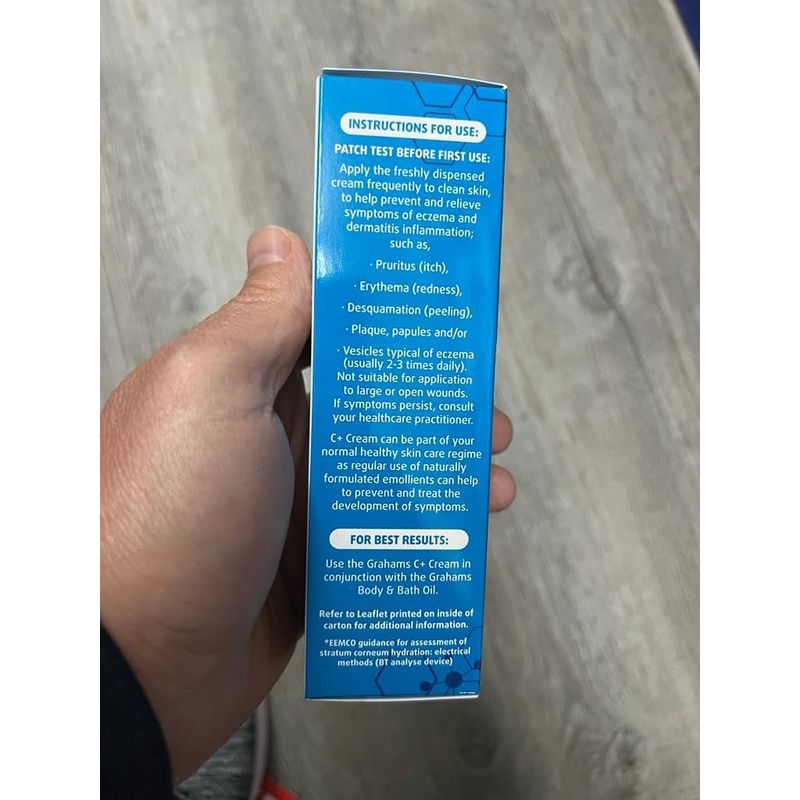 INSTRUCTIONS FOR USE:
PATCH TEST BEFORE FIRST USE:
Apply the freshly dispensed
cream frequently to clean skin,
to help prevent and relieve
symptoms of eczema and
dermatitis inflammation;
such as,
· Pruritus (itch),
· Erythema (redness),
· Desquamation (peeling),
· Plaque, papules and/or
· Vesicles typical of eczema
(usually 2-3 times daily).
Not suitable for application
to large or open wounds.
If symptoms persist, consult
your healthcare practitioner.
C+ Cream can be part of your
normal healthy skin care regime
as regular use of naturally
formulated emollients can help
to prevent and treat the
development of symptoms.
FOR BEST RESULTS:
Use the Grahams C+ Cream in
conjunction with the Grahams
Body & Bath Oil.
Refer to Leaflet printed on inside of
carton for additional information.
*EEMCO guidance for assessment of
stratum corneum hydration: electrical
methods (BT analyse device)